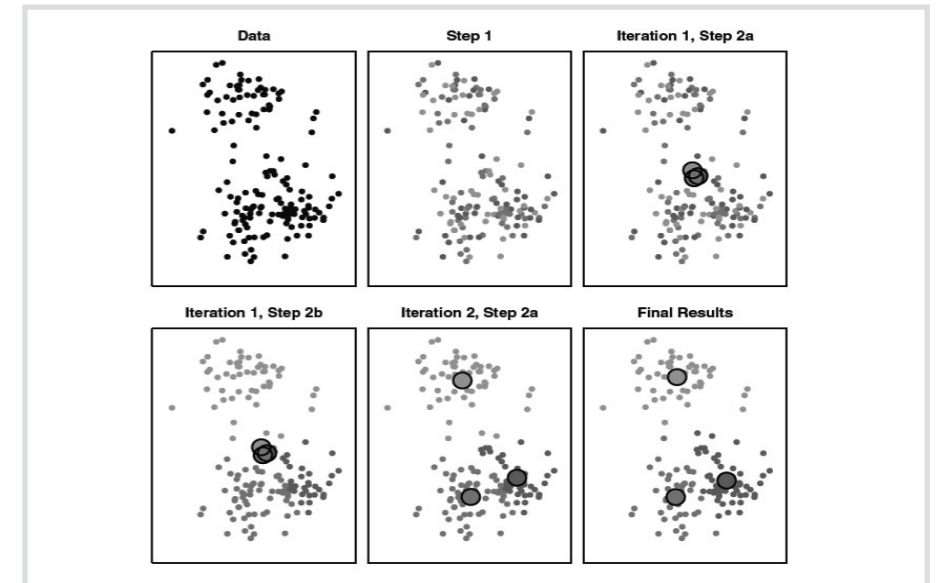 Data
Step 1
Iteration 1, Step 2a
Iteration 1, Step 2b
Iteration 2, Step 2a
Final Results